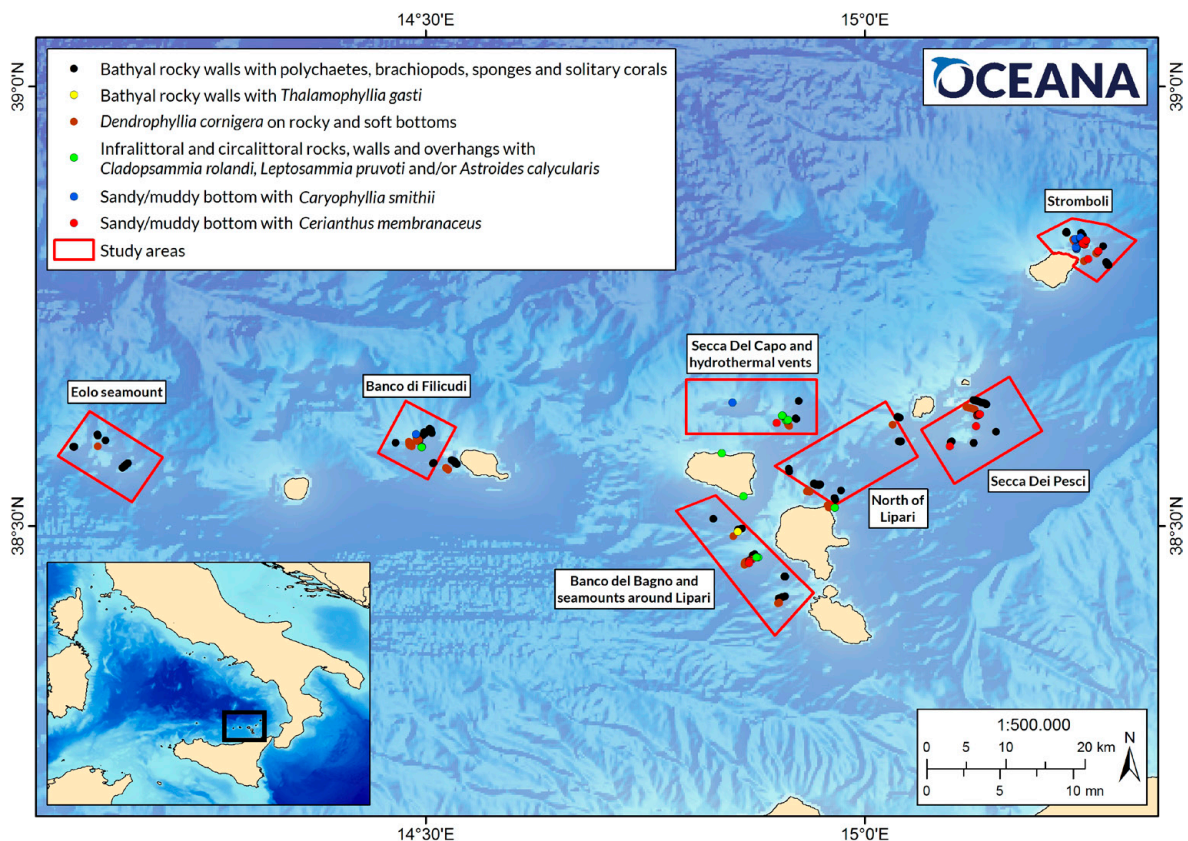 14°30'E
15°0'E
39°0'N
39°0'N
Bathyal rocky walls with polychaetes, brachiopods, sponges and solitary corals
Bathyal rocky walls with Thalamophyllia gasti
Dendrophyllia cornigera on rocky and soft bottoms
Infralittoral and circalittoral rocks, walls and overhangs with
Cladopsammia rolandi, Leptosammia pruvoti and/or Astroides calycularis
Sandy/muddy bottom with Caryophyllia smithii
Sandy/muddy bottom with Cerianthus membranaceus
Study areas
OCEANA
Stromboli
Secca Del Capo and
hydrothermal vents
Eolo seamount
Banco di Filicudi
Secca Dei Pesci
North of
Lipari
38°30'N
38°30'N
Banco del Bagno and
seamounts around Lipari
1:500.000
N
0 5 10 20 km
0 5 10 mn
14°30'E
15°0'E